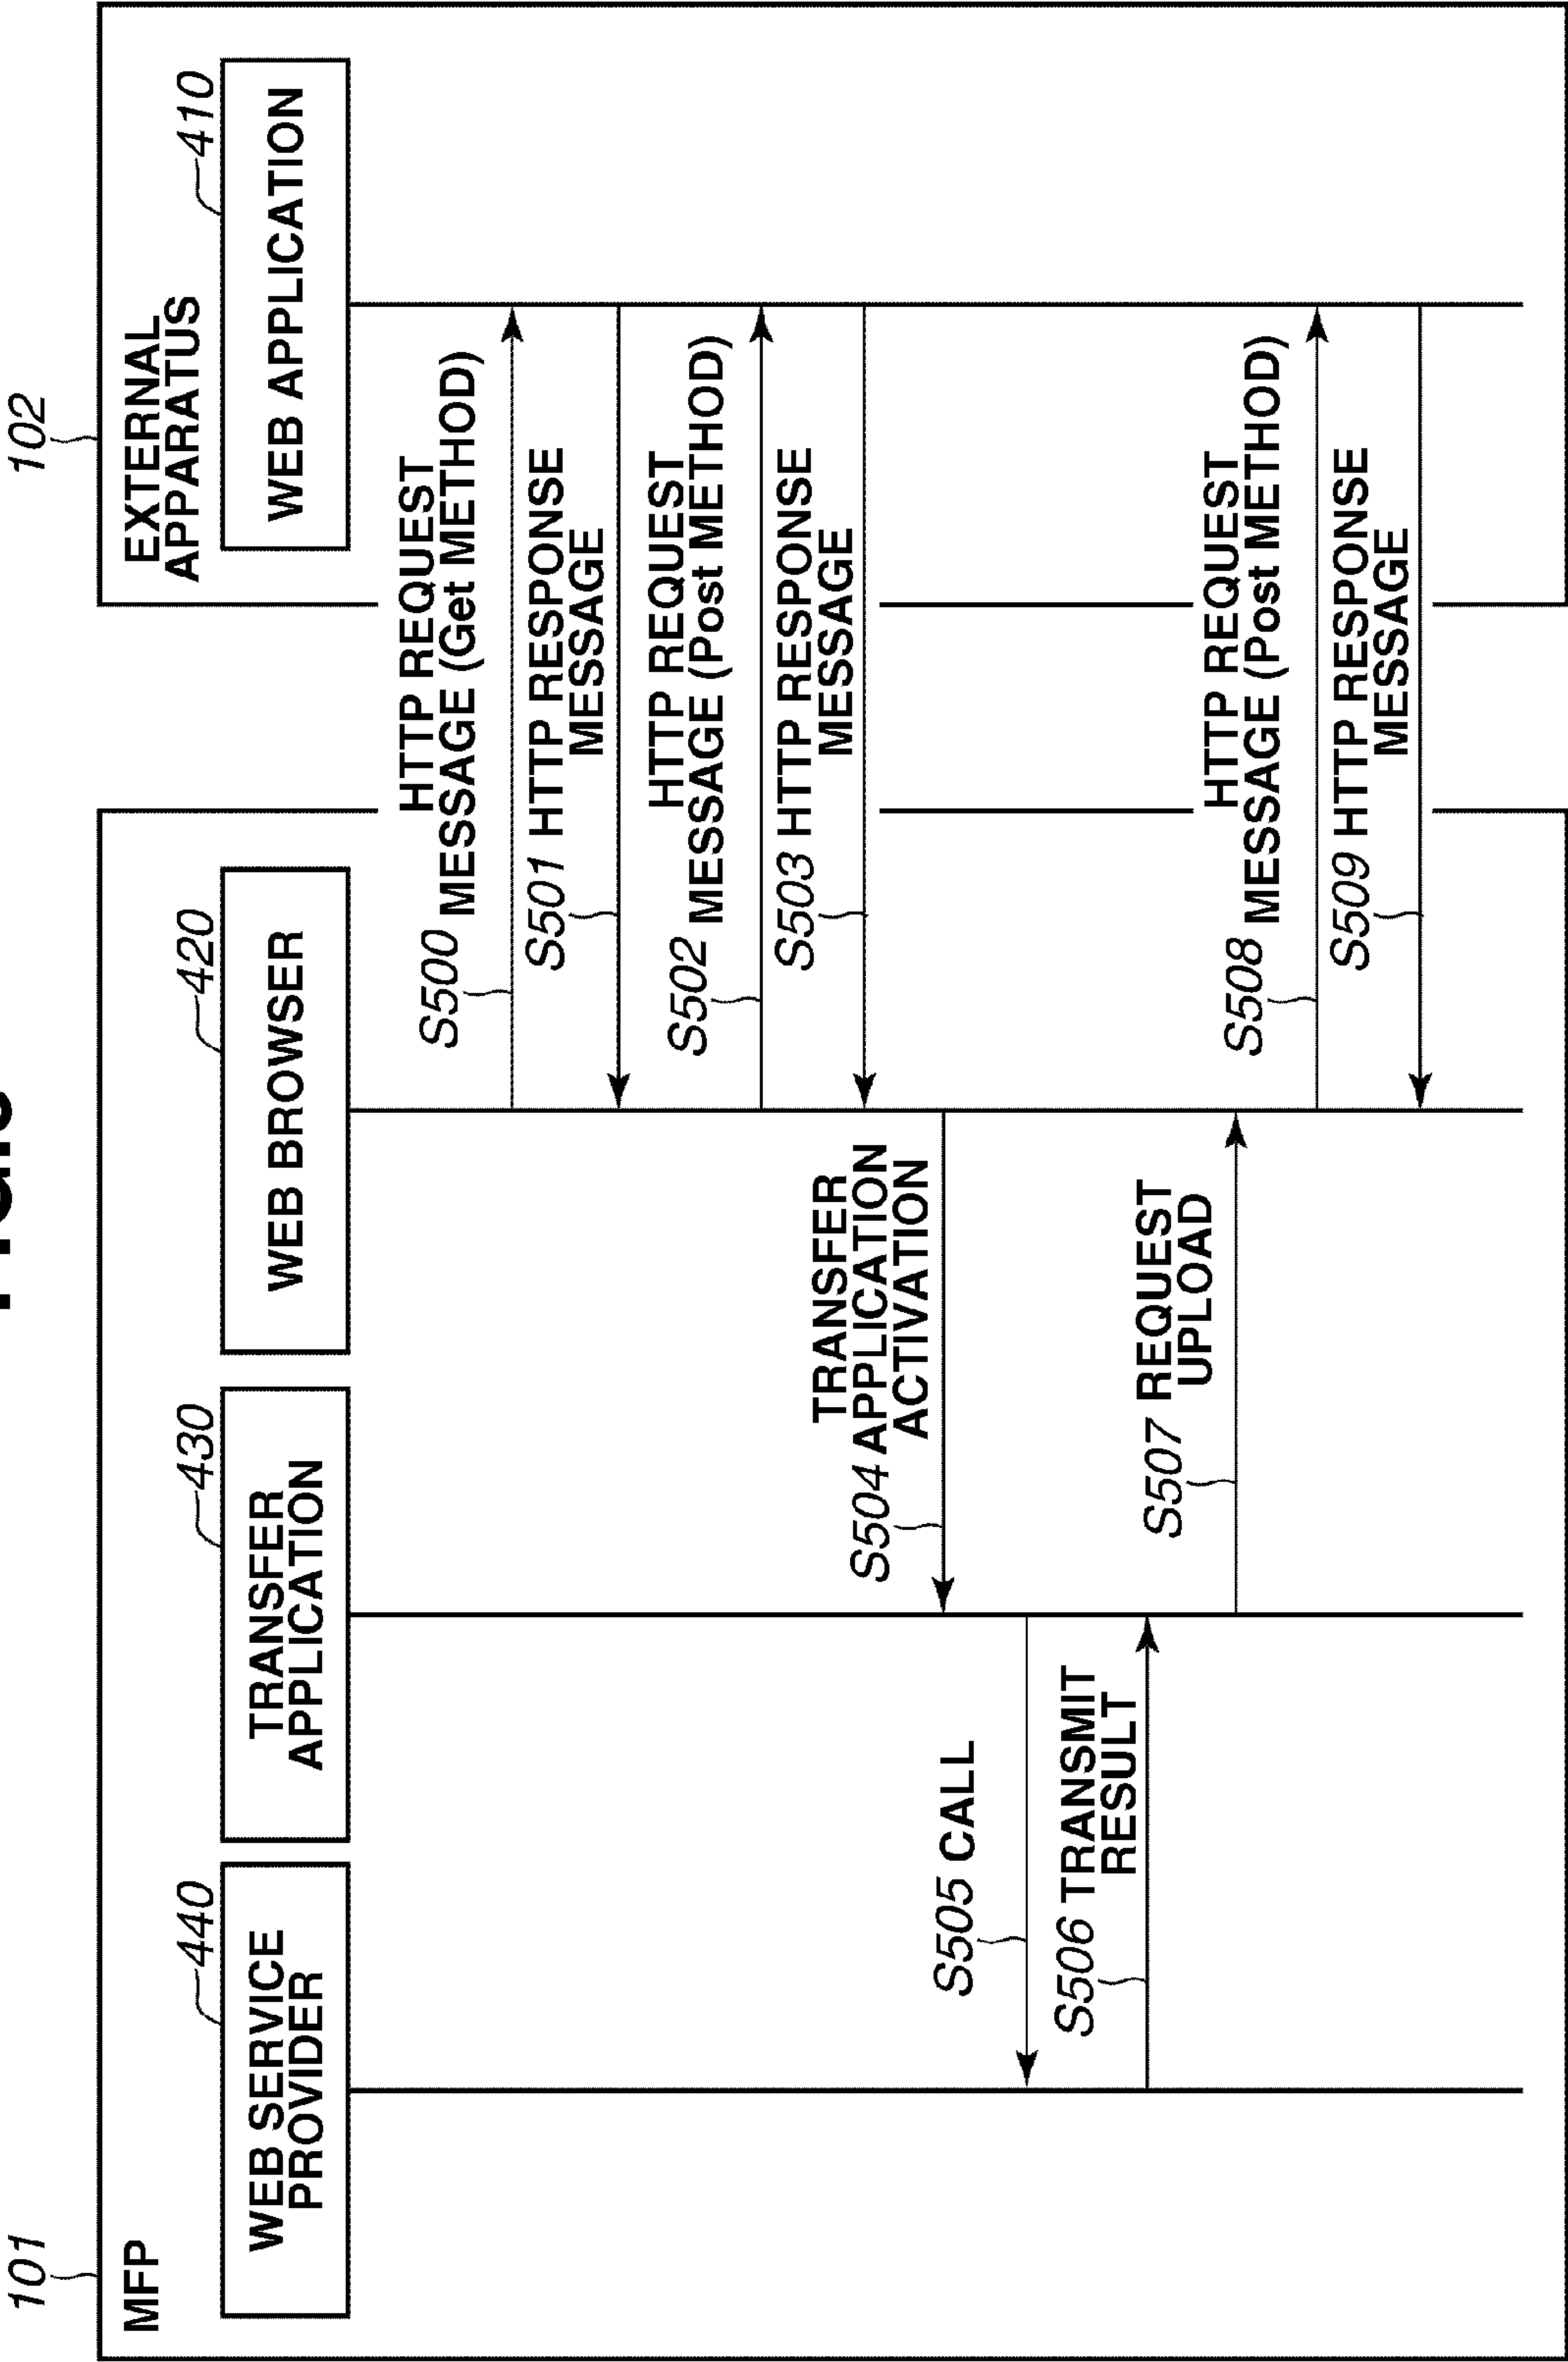 101
102
MFP
EXTERNAL
APPARATUS
440
430
420
410
WEB SERVICE
PROVIDER
TRANSFER
APPLICATION
WEB BROWSER
WEB APPLICATION
HTTP REQUEST
S500 MESSAGE (Get METHOD)
S501 HTTP RESPONSE
MESSAGE
HTTP REQUEST
S502 MESSAGE (Post METHOD)
S503 HTTP RESPONSE
MESSAGE
TRANSFER
S504 APPLICATION
ACTIVATION
S505 CALL
S506 TRANSMIT
RESULT
S507 REQUEST
UPLOAD
HTTP REQUEST
S508 MESSAGE (Post METHOD)
S509 HTTP RESPONSE
MESSAGE